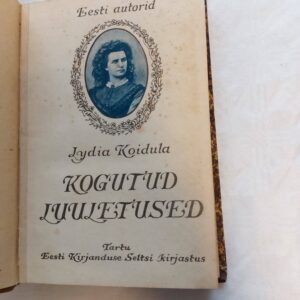 Eesti autorid
Lydia Koidula
KOGUTUD
LUULETUSED
Tartu
Eesti Kirjanduse Seltsi kirjastus